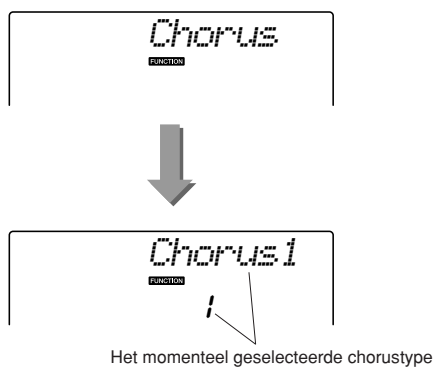 Chorus
FUNCTION
Chorus1
FUNCTION
1
Het momenteel geselecteerde chorustype